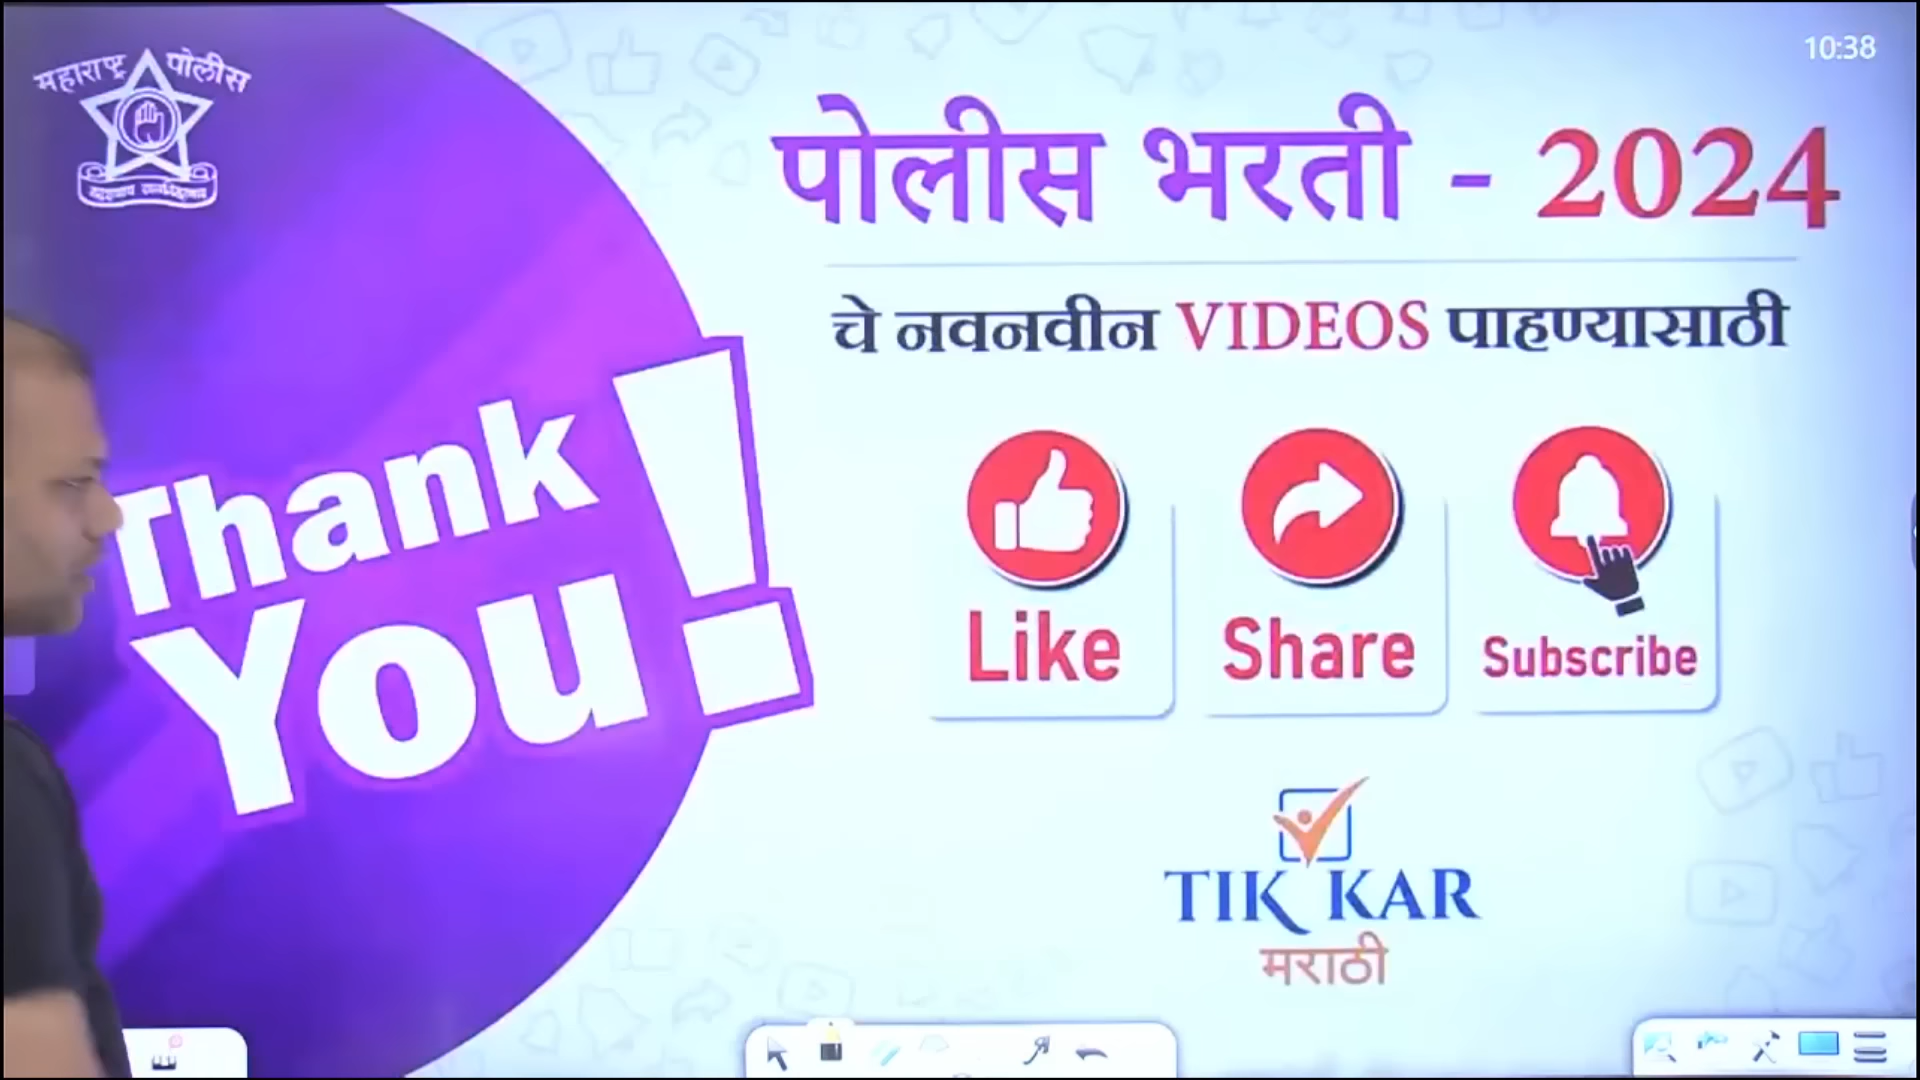 10:38
महाराष्ट्र पोलीस
पोलीस भरती - 2024
चे नवनवीन VIDEOS पाहण्यासाठी
Thank
You!
Like
Share
Subscribe
TIK KAR
मराठी